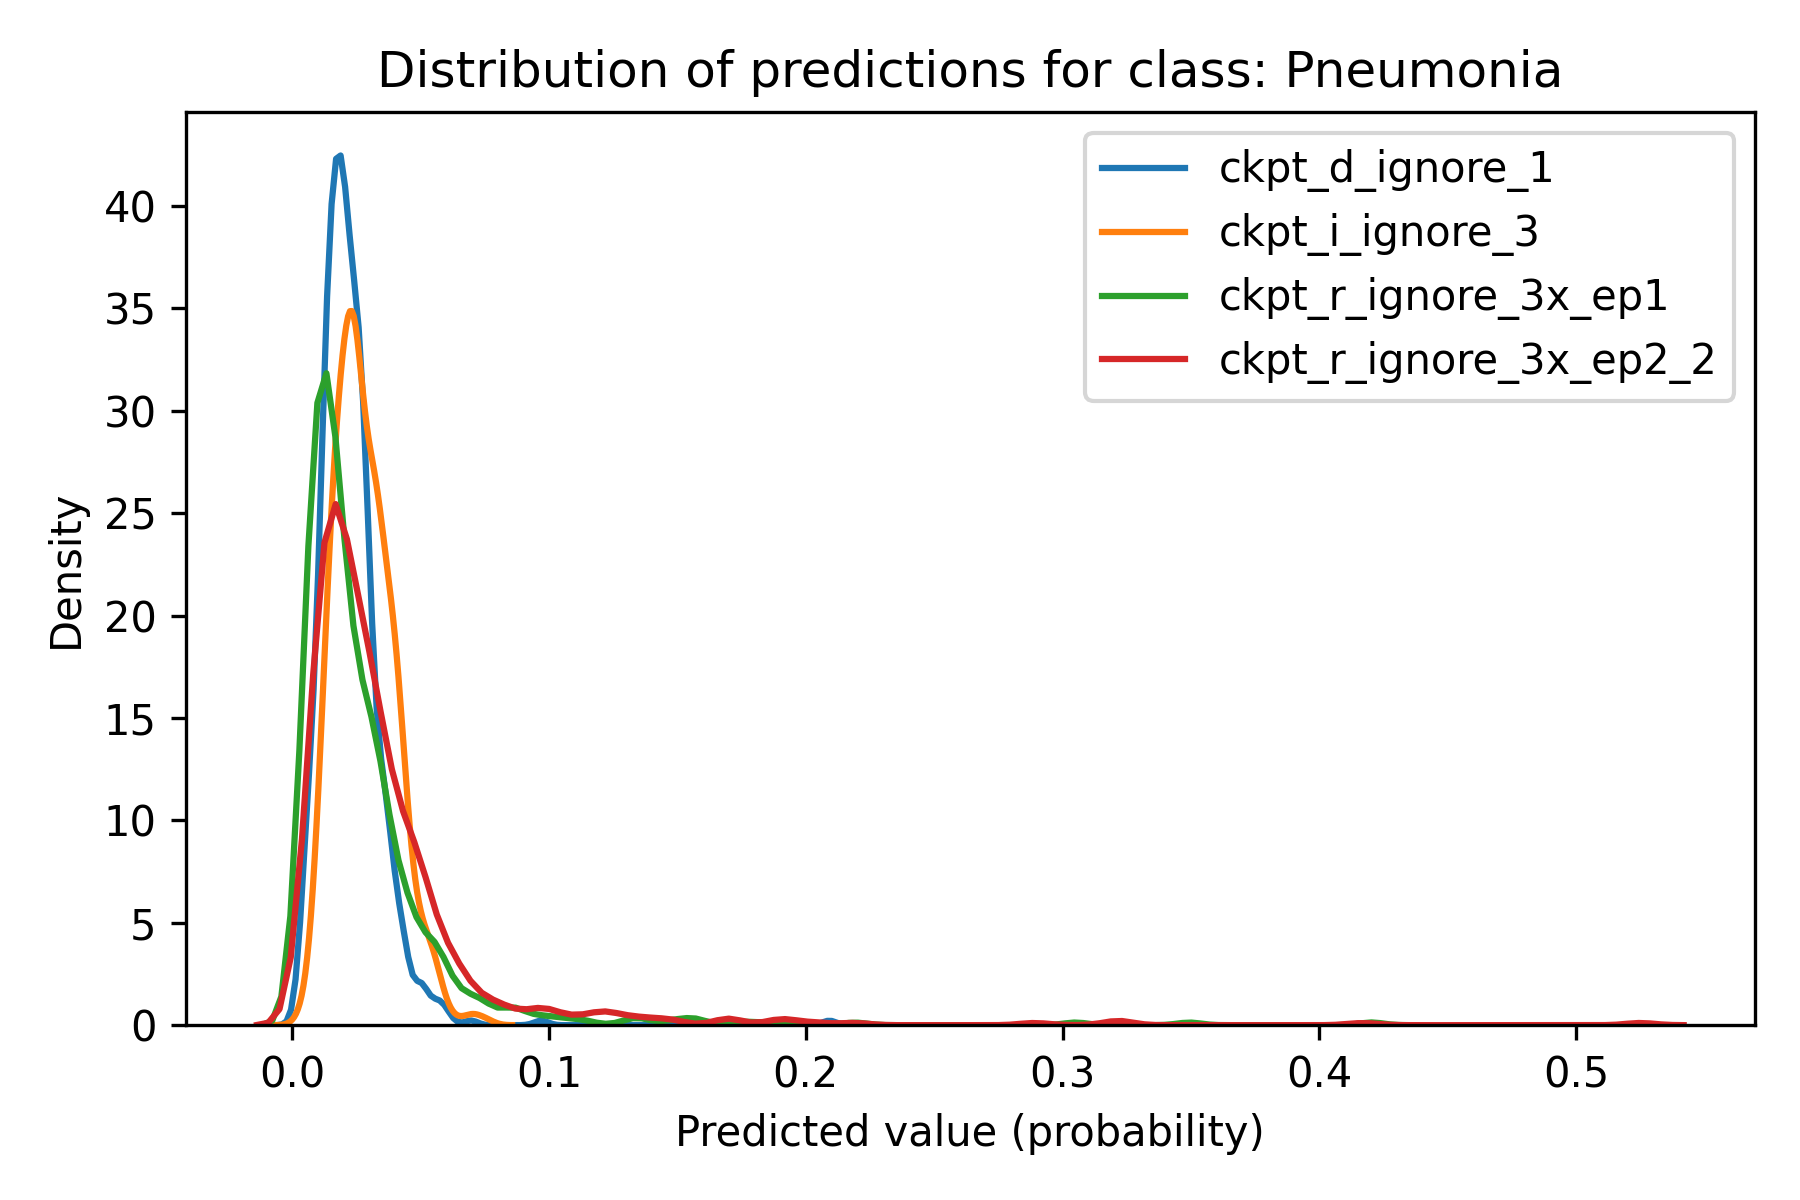 Distribution of predictions for class: Pneumonia
ckpt_d_ignore_1
ckpt_i_ignore_3
ckpt_r_ignore_3x_ep1
ckpt_r_ignore_3x_ep2_2
Density
40
35
30
25
20
15
10
5
0
0.0 0.1 0.2 0.3 0.4 0.5
Predicted value (probability)